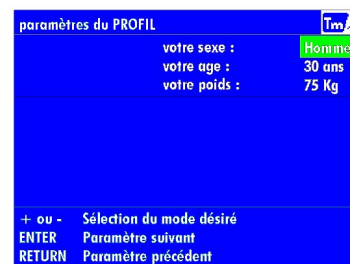 paramètres du PROFIL Tm
votre sexe : Homme
votre age : 30 ans
votre poids : 75 Kg
+ ou - Sélection du mode désiré
ENTER Paramètre suivant
RETURN Paramètre précédent